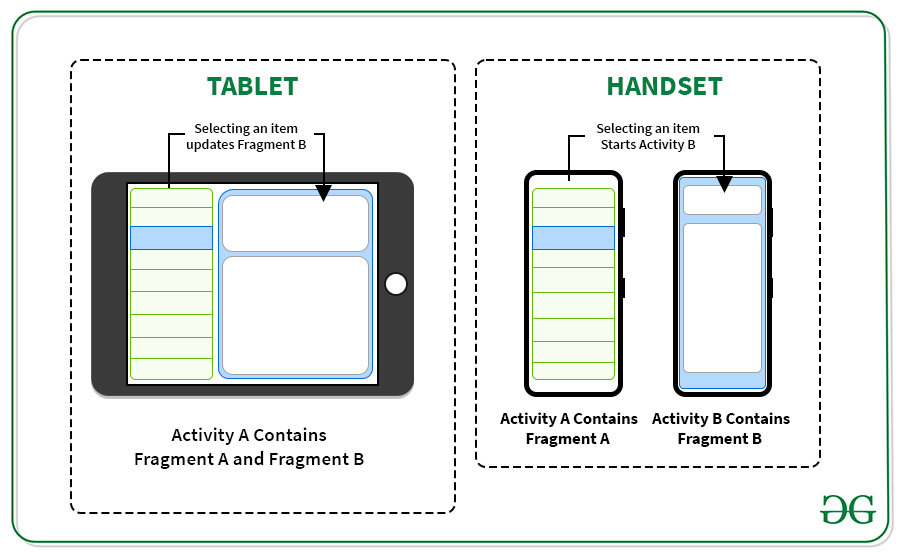 TABLET
Selecting an item
updates Fragment B
Activity A Contains
Fragment A and Fragment B
HANDSET
Selecting an item
Starts Activity B
Activity A Contains
Fragment A
Activity B Contains
Fragment B